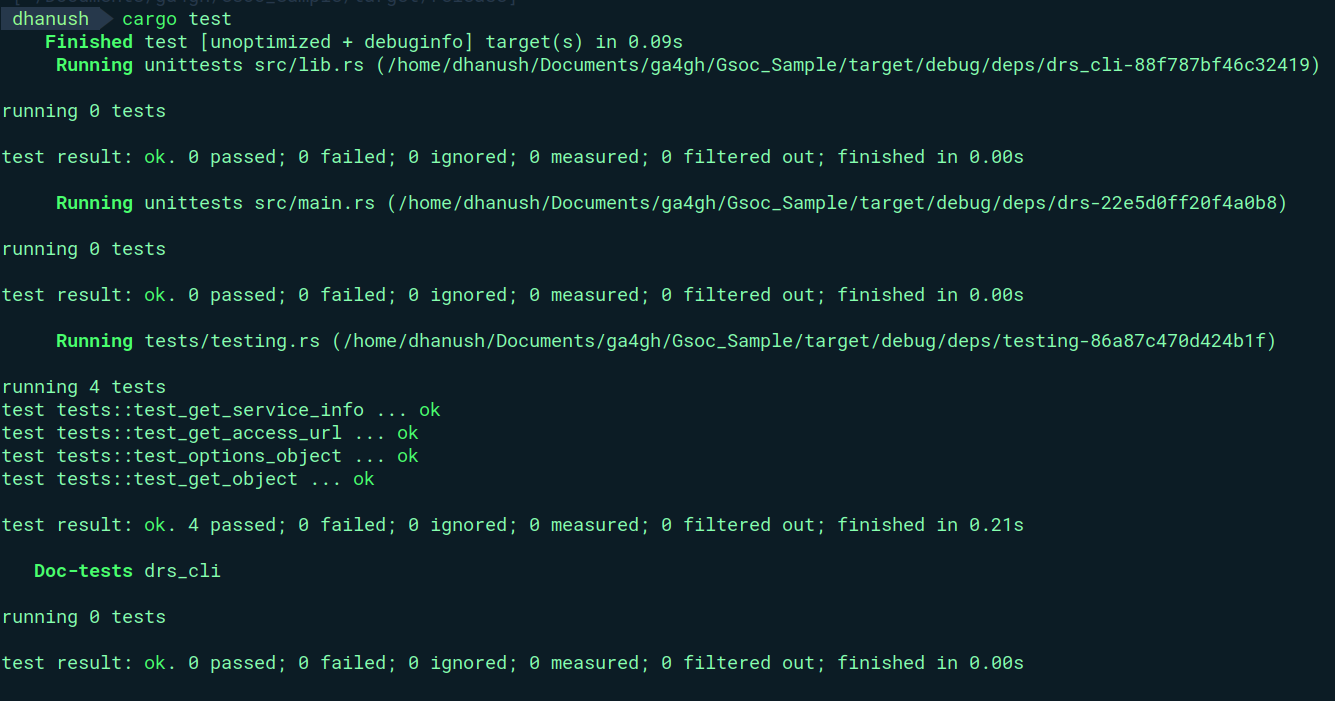 dhanush cargo test
Finished test [unoptimized + debuginfo] target(s) in 0.09s
Running unittests src/lib.rs (/home/dhanush/Documents/ga4gh/Gsoc_Sample/target/debug/deps/drs_cli-88f787bf46c32419)
running 0 tests
test result: ok. 0 passed; 0 failed; 0 ignored; 0 measured; 0 filtered out; finished in 0.00s
Running unittests src/main.rs (/home/dhanush/Documents/ga4gh/Gsoc_Sample/target/debug/deps/drs-22e5d0ff20f4a0b8)
running 0 tests
test result: ok. 0 passed; 0 failed; 0 ignored; 0 measured; 0 filtered out; finished in 0.00s
Running tests/testing.rs (/home/dhanush/Documents/ga4gh/Gsoc_Sample/target/debug/deps/testing-86a87c470d424b1f)
running 4 tests
test tests::test_get_service_info ... ok
test tests::test_get_access_url ... ok
test tests::test_options_object ... ok
test tests::test_get_object ... ok
test result: ok. 4 passed; 0 failed; 0 ignored; 0 measured; 0 filtered out; finished in 0.21s
Doc-tests drs_cli
running 0 tests
test result: ok. 0 passed; 0 failed; 0 ignored; 0 measured; 0 filtered out; finished in 0.00s